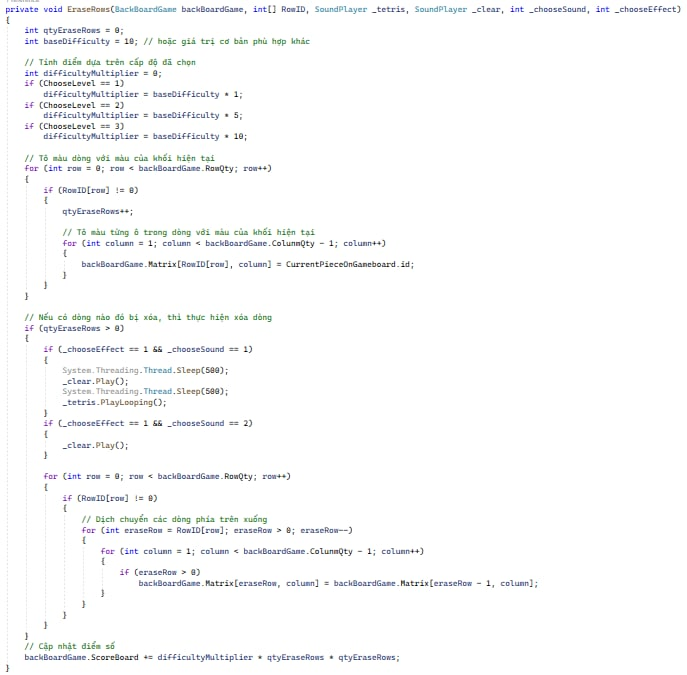 private void EraseRows(BackBoardGame backBoardGame, int[] RowID, SoundPlayer _tetris, SoundPlayer _clear, int _chooseSound, int _chooseEffect)
{
    int qtyEraseRows = 0;
    int baseDifficulty = 10; // hoặc giá trị cơ bản phù hợp khác

    // Tính điểm dựa trên cấp độ đã chọn
    int difficultyMultiplier = 0;
    if (ChooseLevel == 1)
        difficultyMultiplier = baseDifficulty * 1;
    if (ChooseLevel == 2)
        difficultyMultiplier = baseDifficulty * 5;
    if (ChooseLevel == 3)
        difficultyMultiplier = baseDifficulty * 10;

    // Tô màu dòng với màu của khối hiện tại
    for (int row = 0; row < backBoardGame.RowQty; row++)
    {
        if (RowID[row] != 0)
        {
            qtyEraseRows++;

            // Tô màu từng ô trong dòng với màu của khối hiện tại
            for (int column = 1; column < backBoardGame.ColunmQty - 1; column++)
            {
                backBoardGame.Matrix[RowID[row], column] = CurrentPieceOnGameboard.id;
            }
        }
    }

    // Nếu có dòng nào đó bị xóa, thì thực hiện xóa dòng
    if (qtyEraseRows > 0)
    {
        if (_chooseEffect == 1 && _chooseSound == 1)
        {
            System.Threading.Thread.Sleep(500);
            _clear.Play();
            System.Threading.Thread.Sleep(500);
            _tetris.PlayLooping();
        }
        if (_chooseEffect == 1 && _chooseSound == 2)
        {
            _clear.Play();
        }

        for (int row = 0; row < backBoardGame.RowQty; row++)
        {
            if (RowID[row] != 0)
            {
                // Dịch chuyển các dòng phía trên xuống
                for (int eraseRow = RowID[row]; eraseRow > 0; eraseRow--)
                {
                    for (int column = 1; column < backBoardGame.ColunmQty - 1; column++)
                    {
                        if (eraseRow > 0)
                            backBoardGame.Matrix[eraseRow, column] = backBoardGame.Matrix[eraseRow - 1, column];
                    }
                }
            }
        }
    }
    // Cập nhật điểm số
    backBoardGame.ScoreBoard += difficultyMultiplier * qtyEraseRows * qtyEraseRows;
}